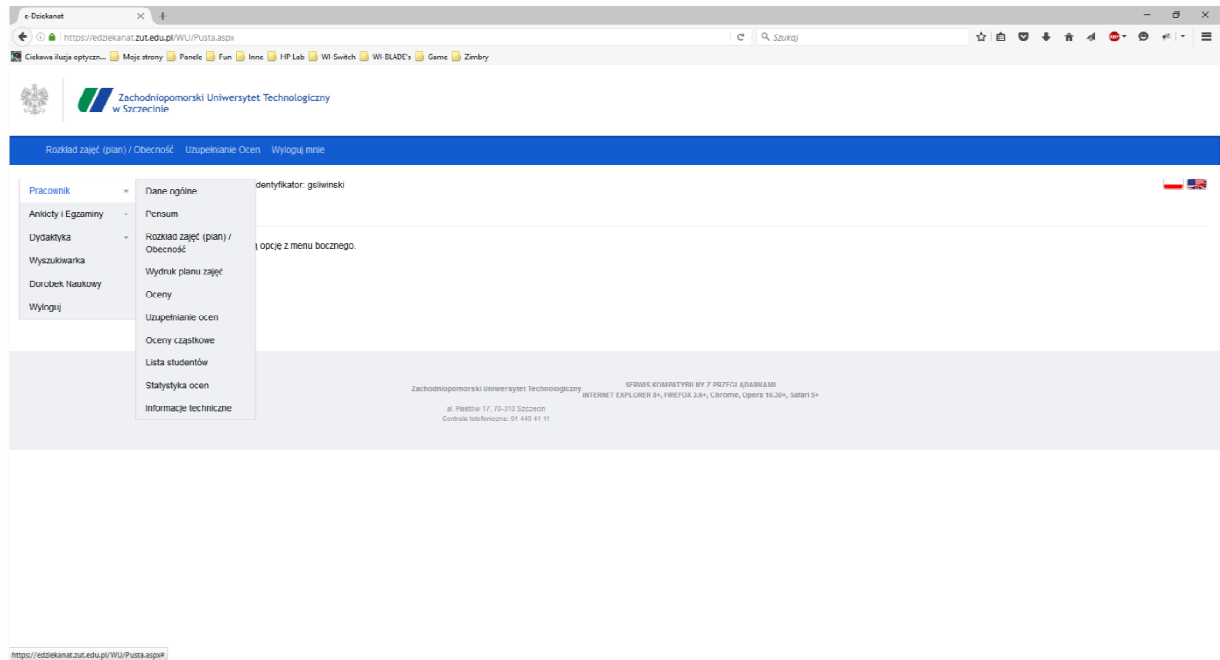 e-Dziekanat
https://edziekanat.zut.edu.pl/WU/Pusta.aspx
Szukaj
Ciekawa iluzja optyczn... Moje strony Panele Fun Inne HP Lab WI-Switch WI-BLADE's Game Zimbry
Zachodniopomorski Uniwersytet Technologiczny
w Szczecinie
Rozkład zajęć (plan) / Obecność Uzupełnianie Ocen Wyloguj mnie
Pracownik
Ankiety i Egzaminy
Dydaktyka
Wyszukiwarka
Dorobek Naukowy
Wyloguj
Dane ogólne
Pensum
Rozkład zajęć (plan) /
Obecność
Wydruk planu zajęć
Oceny
Uzupełnianie ocen
Oceny cząstkowe
Lista studentów
Statystyka ocen
Informacje techniczne
dentyfikator: gsliwinski
ą opcję z menu bocznego.
Zachodniopomorski Uniwersytet Technologiczny
al. Piastów 17, 70-310 Szczecin
Centrala telefoniczna: 91 449 41 11
SERWIS KOMPATYBILNY Z PRZEGLĄDARKAMI
INTERNET EXPLORER 8+, FIREFOX 3.6+, Chrome, Opera 10.30+, Safari 5+
https://edziekanat.zut.edu.pl/WU/Pusta.aspx#